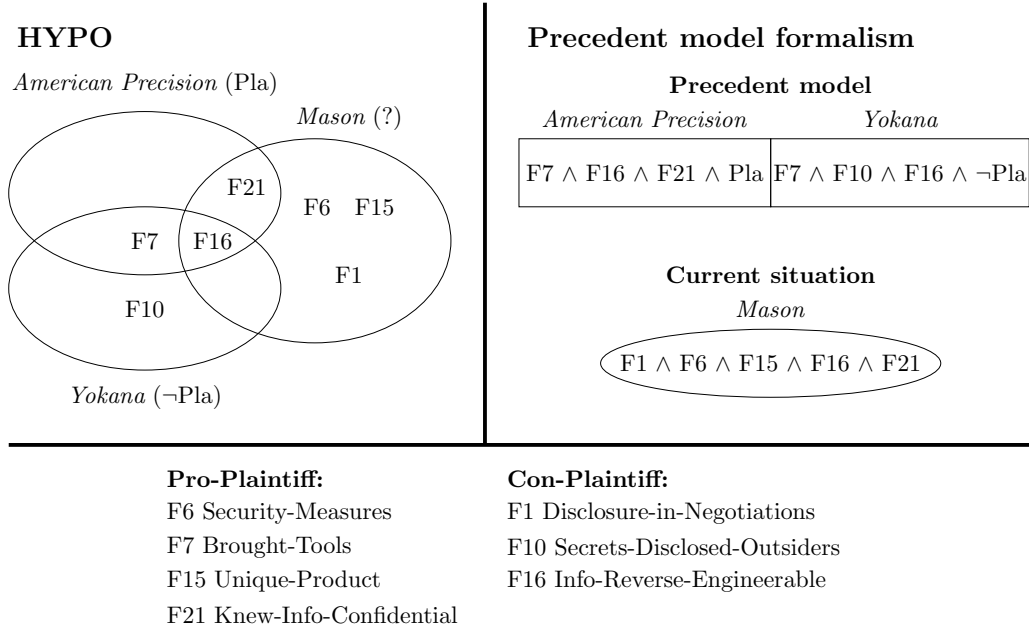 HYPO
American Precision (Pla)
Mason (?)
F21
F6 F15
F7 F16
F1
F10
Yokana (¬Pla)
Precedent model formalism
Precedent model
American Precision Yokana
F7 ∧ F16 ∧ F21 ∧ Pla F7 ∧ F10 ∧ F16 ∧ ¬Pla
Current situation
Mason
F1 ∧ F6 ∧ F15 ∧ F16 ∧ F21
Pro-Plaintiff:
F6 Security-Measures
F7 Brought-Tools
F15 Unique-Product
F21 Knew-Info-Confidential
Con-Plaintiff:
F1 Disclosure-in-Negotiations
F10 Secrets-Disclosed-Outsiders
F16 Info-Reverse-Engineerable